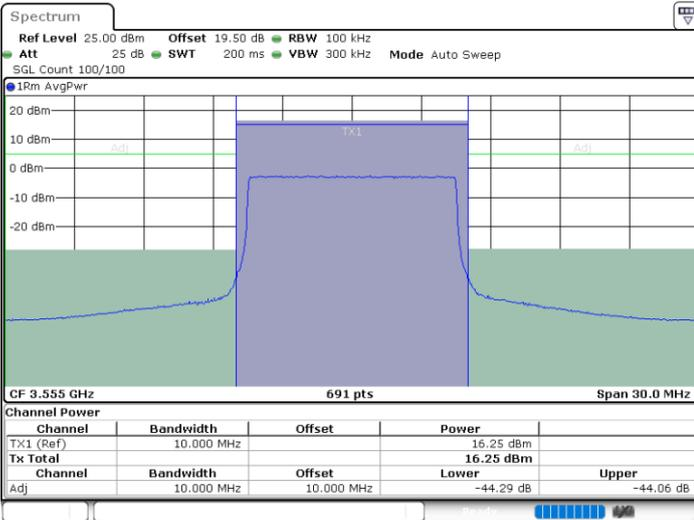 Spectrum
Ref Level 25.00 dBm Offset 19.50 dB RBW 100 kHz
Att 25 dB SWT 200 ms VBW 300 kHz Mode Auto Sweep
SGL Count 100/100
1Rm AvgPwr
20 dBm
TX1
10 dBm
Adj Adj
0 dBm
-10 dBm
-20 dBm
CF 3.555 GHz 691 pts Span 30.0 MHz
Channel Power
Channel Bandwidth Offset Power
TX1 (Ref) 10.000 MHz 16.25 dBm
Tx Total 16.25 dBm
Channel Bandwidth Offset Lower Upper
Adj 10.000 MHz 10.000 MHz -44.29 dB -44.06 dB
Ready